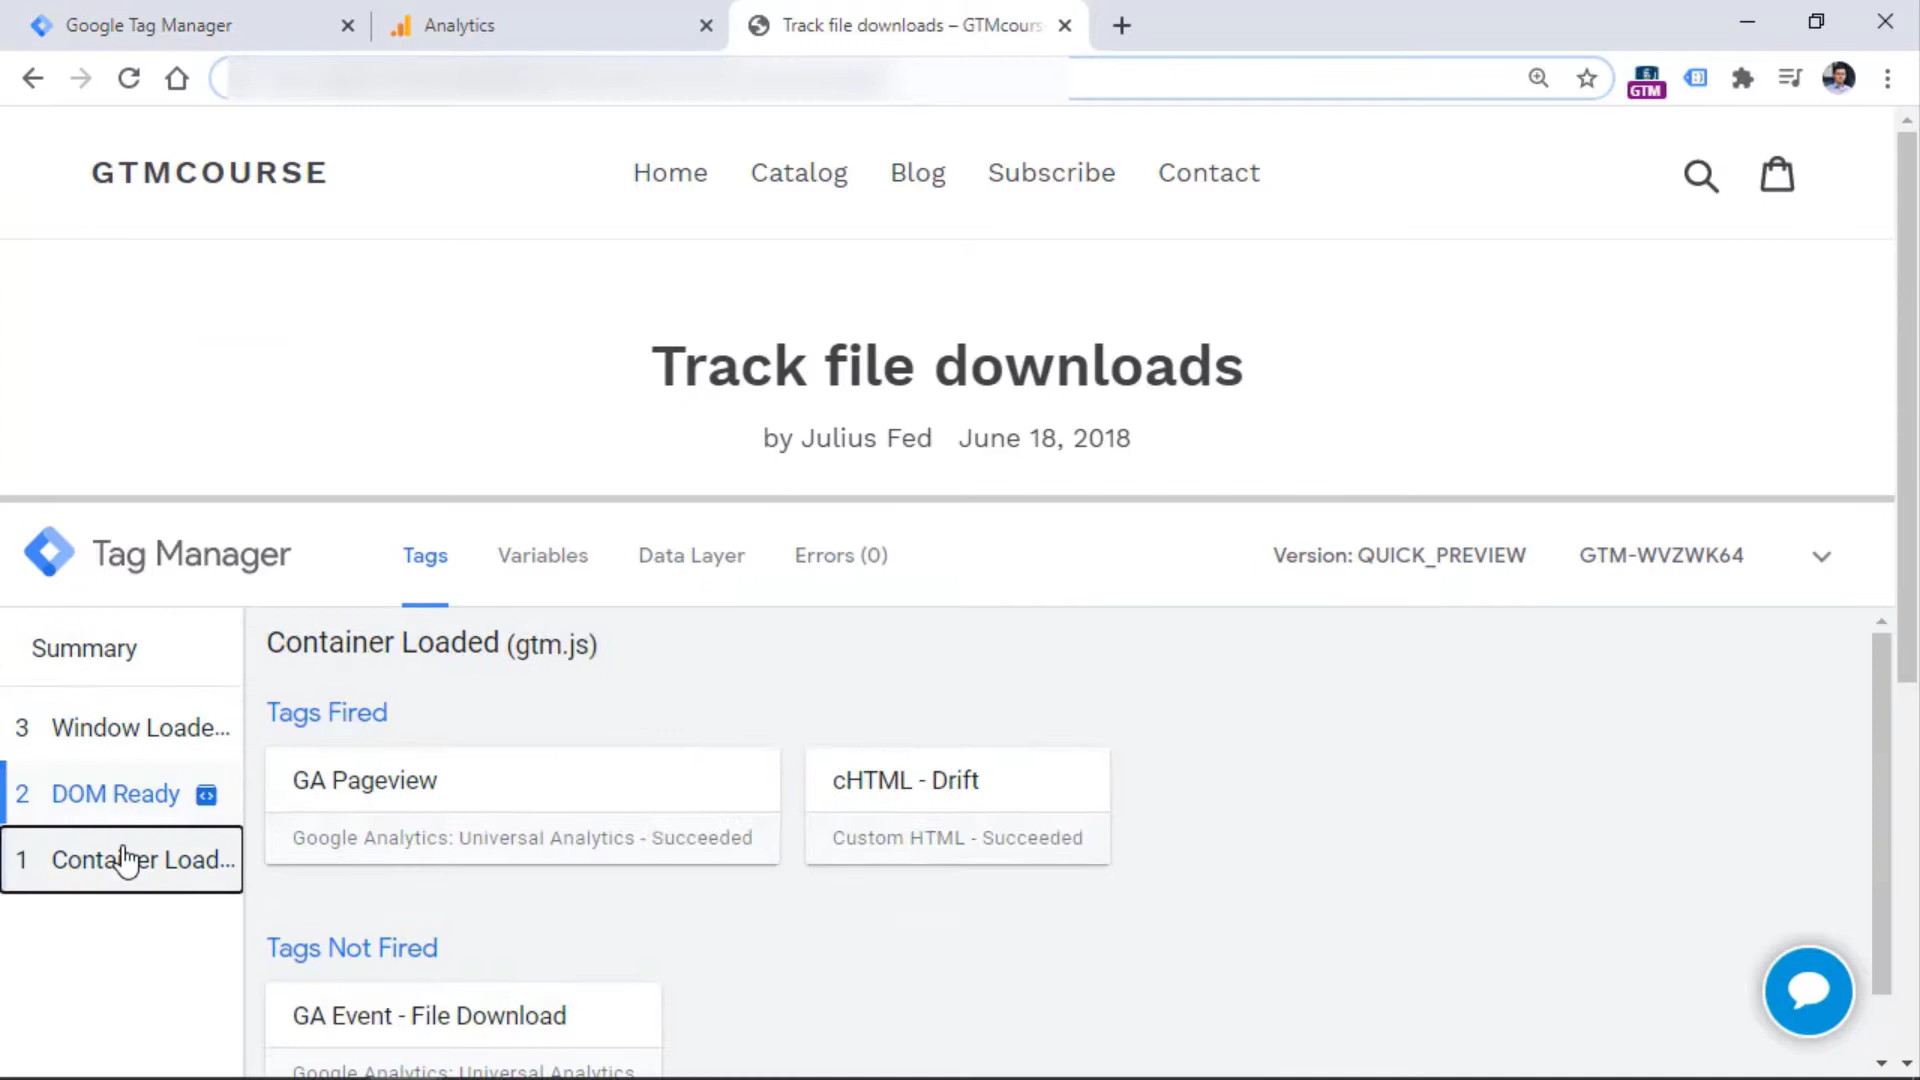 Google Tag Manager
Analytics
Track file downloads – GTMcours
GTM
GTMCOURSE
Home
Catalog
Blog
Subscribe
Contact
Track file downloads
by Julius Fed June 18, 2018
Tag Manager
Tags
Variables
Data Layer
Errors (0)
Version: QUICK_PREVIEW
GTM-WVZWK64
Summary
3 Window Loade...
2 DOM Ready
1 Container Load...
Container Loaded (gtm.js)
Tags Fired
GA Pageview
Google Analytics: Universal Analytics - Succeeded
cHTML - Drift
Custom HTML - Succeeded
Tags Not Fired
GA Event - File Download
Google Analytics: Universal Analytics